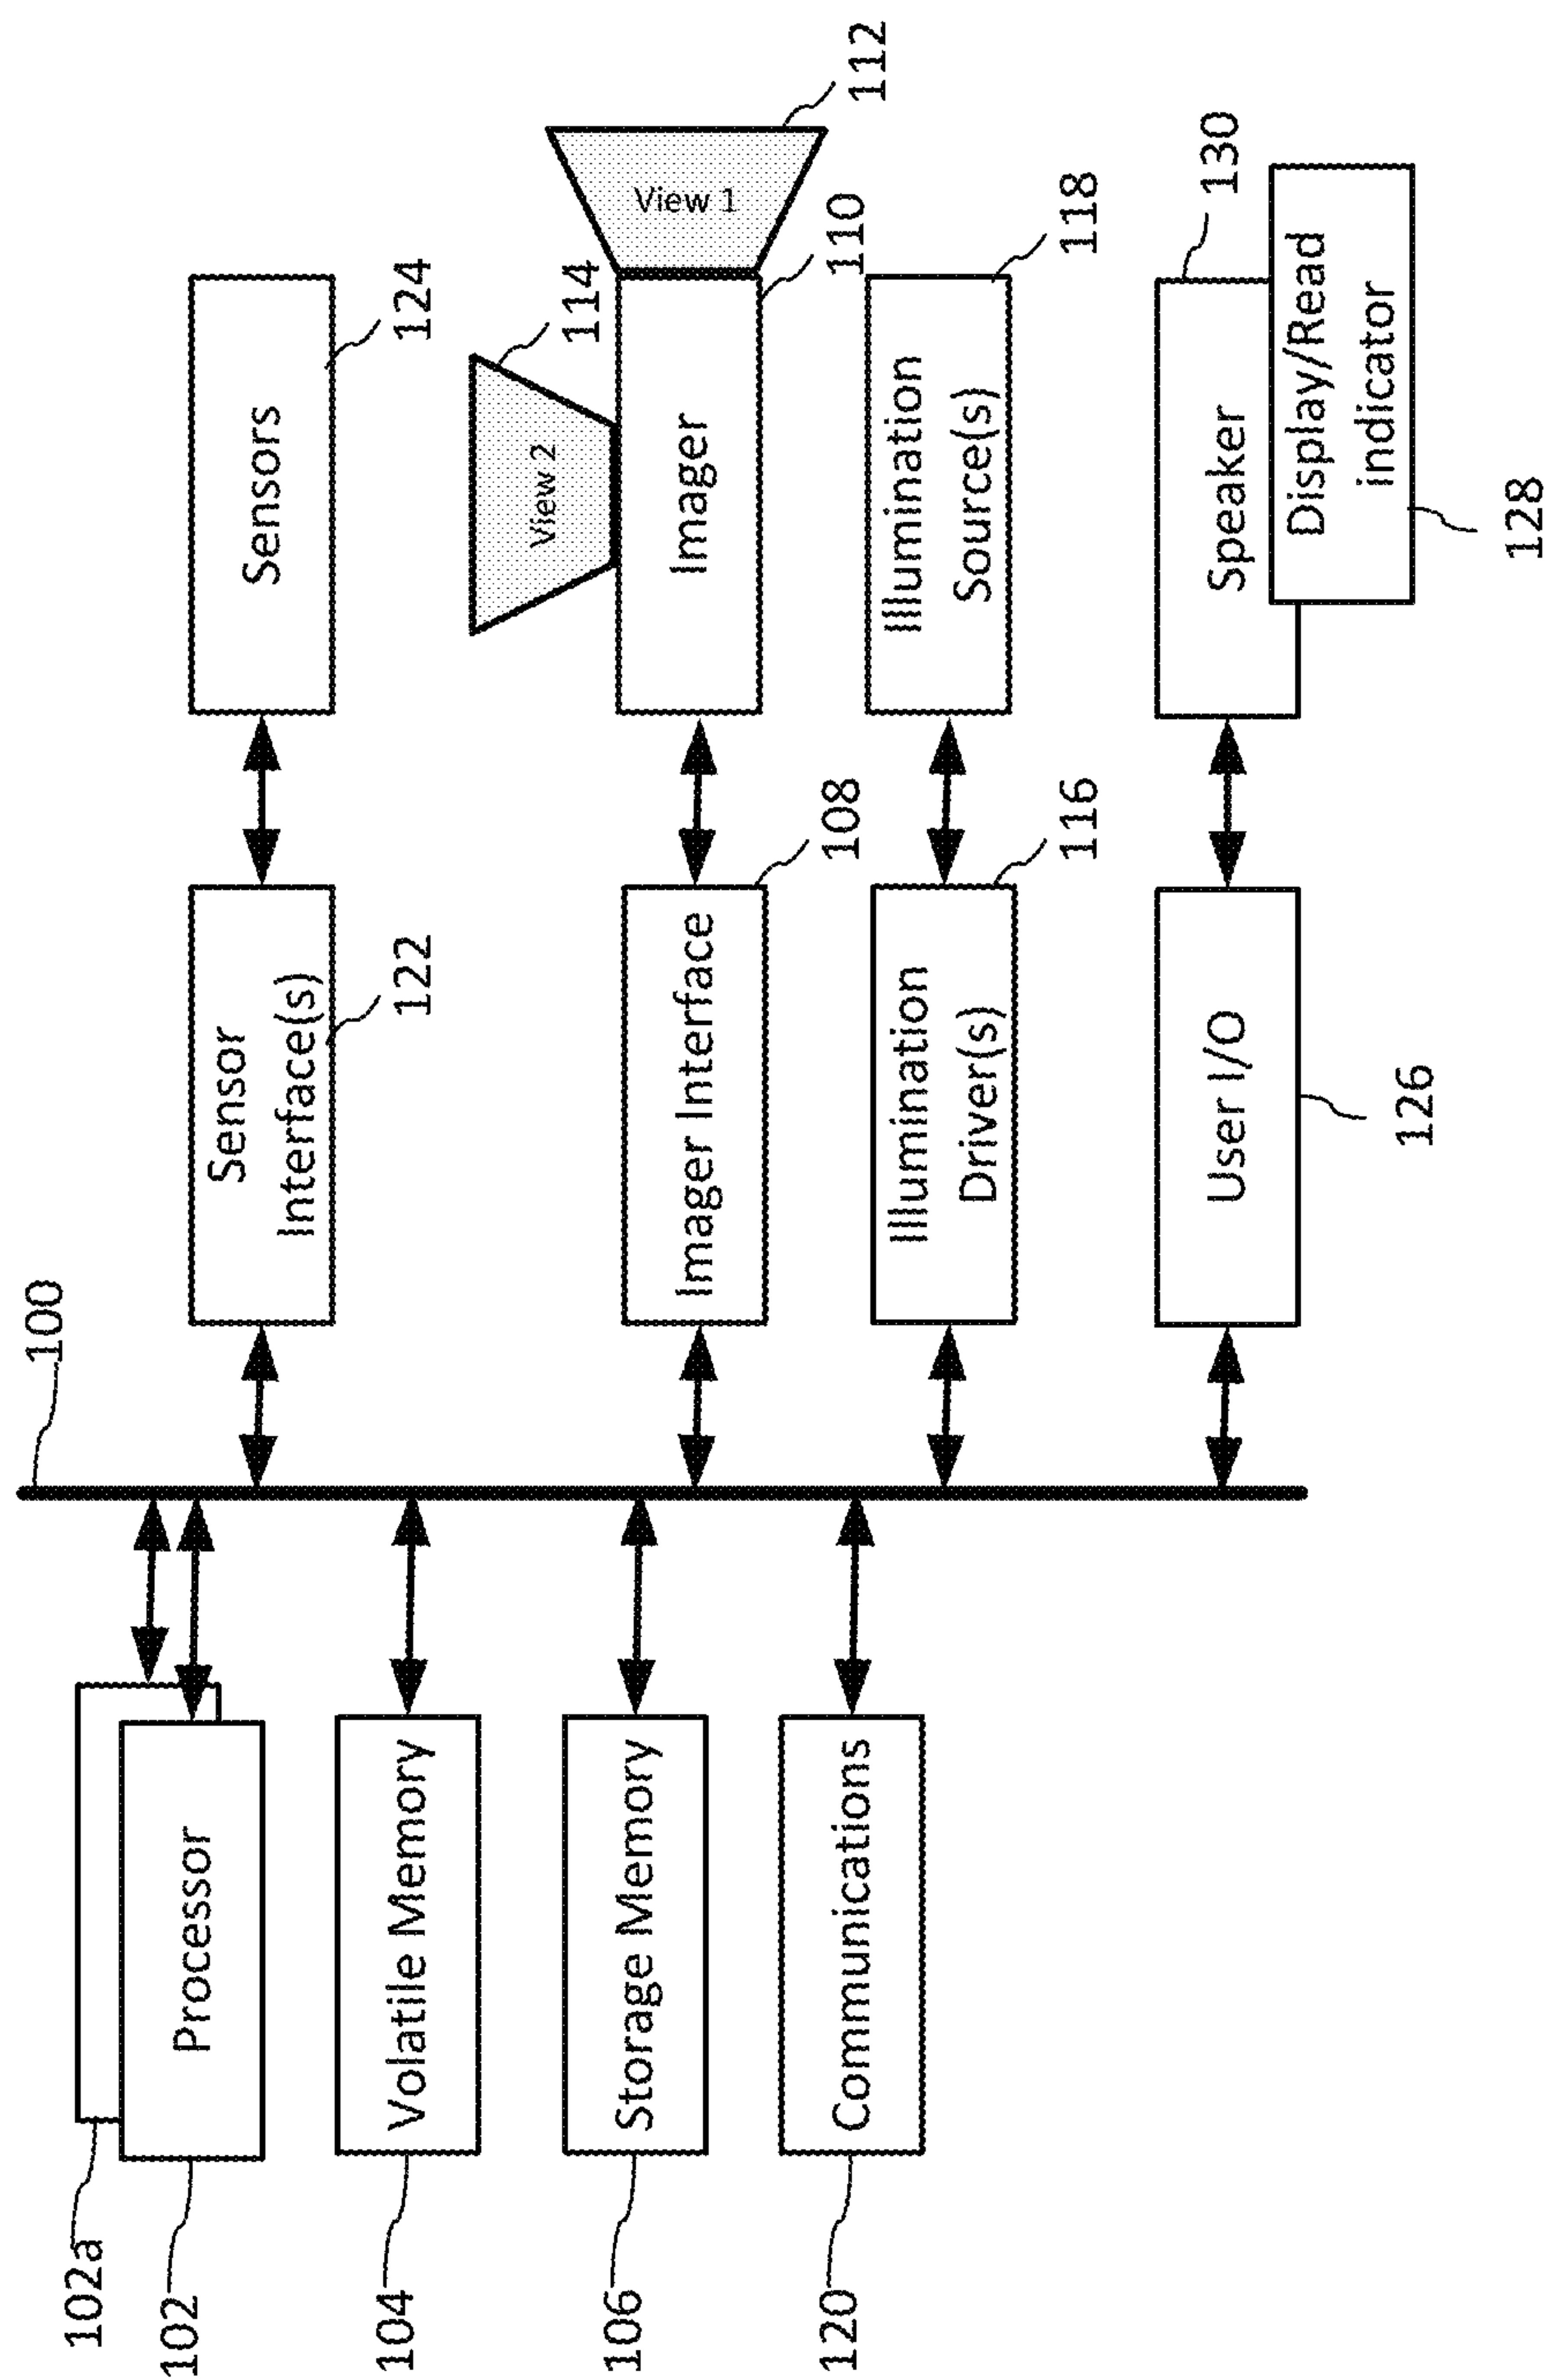 102a
102
Processor
104
Volatile Memory
106
Storage Memory
120
Communications
100
Sensor
Interface(s)
122
Sensors
124
Imager Interface
108
Imager
110
View 1
112
View 2
114
Illumination
Driver(s)
116
Illumination
Source(s)
118
User I/O
126
Speaker
130
Display/Read
indicator
128